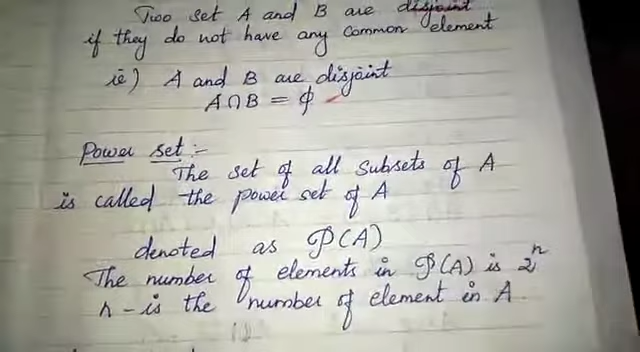 Two set A and B are disjoint
if they do not have any common element
ie) A and B are disjoint
A∩B = ϕ
Power set :-
The set of all subsets of A
is called the power set of A
denoted as P(A)
The number of elements in P(A) is 2ⁿ
n - is the number of element in A